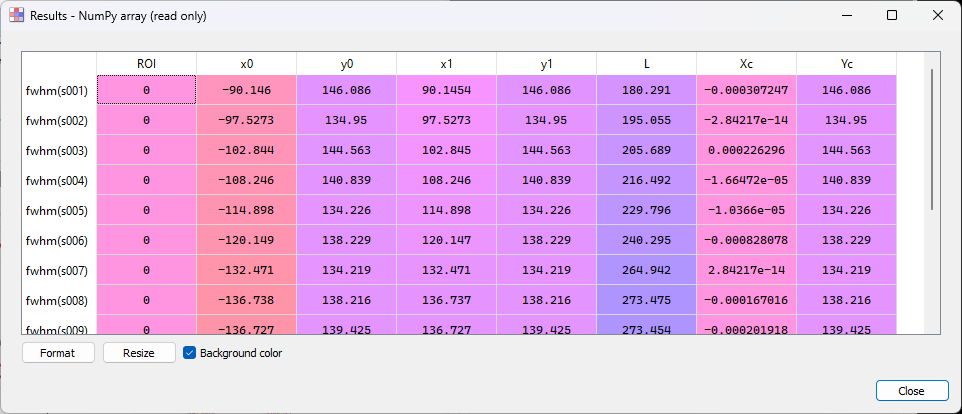 Results - NumPy array (read only)
ROI x0 y0 x1 y1 L Xc Yc
fwhm(s001) 0 -90.146 146.086 90.1454 146.086 180.291 -0.000307247 146.086
fwhm(s002) 0 -97.5273 134.95 97.5273 134.95 195.055 -2.84217e-14 134.95
fwhm(s003) 0 -102.844 144.563 102.845 144.563 205.689 0.000226296 144.563
fwhm(s004) 0 -108.246 140.839 108.246 140.839 216.492 -1.66472e-05 140.839
fwhm(s005) 0 -114.898 134.226 114.898 134.226 229.796 -1.0366e-05 134.226
fwhm(s006) 0 -120.149 138.229 120.147 138.229 240.295 -0.000828078 138.229
fwhm(s007) 0 -132.471 134.219 132.471 134.219 264.942 2.84217e-14 134.219
fwhm(s008) 0 -136.738 138.216 136.737 138.216 273.475 -0.000167016 138.216
fwhm(s009) 0 -136.727 139.425 136.727 139.425 273.454 -0.000201918 139.425
Format Resize Background color
Close